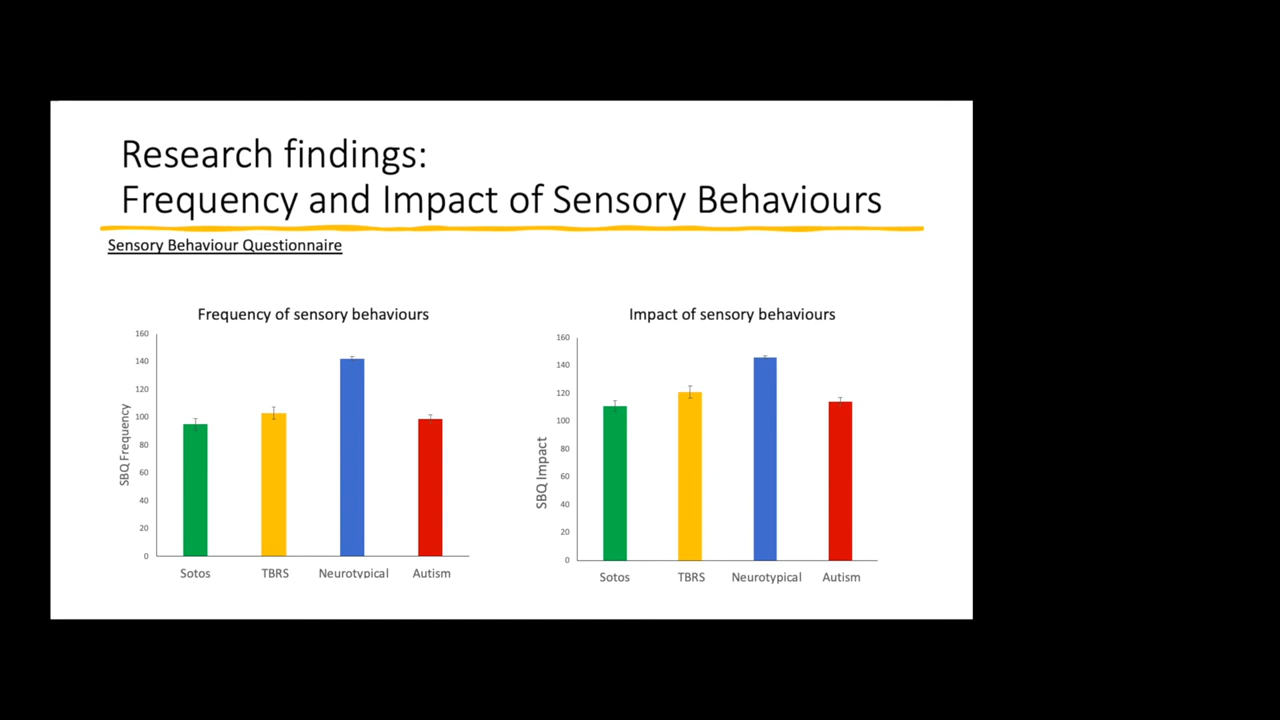 Research findings:
Frequency and Impact of Sensory Behaviours
Sensory Behaviour Questionnaire
Frequency of sensory behaviours
160
140
120
100
80
60
40
20
0
SBQ Frequency
Sotos TBRS Neurotypical Autism
Impact of sensory behaviours
160
140
120
100
80
60
40
20
0
SBQ Impact
Sotos TBRS Neurotypical Autism